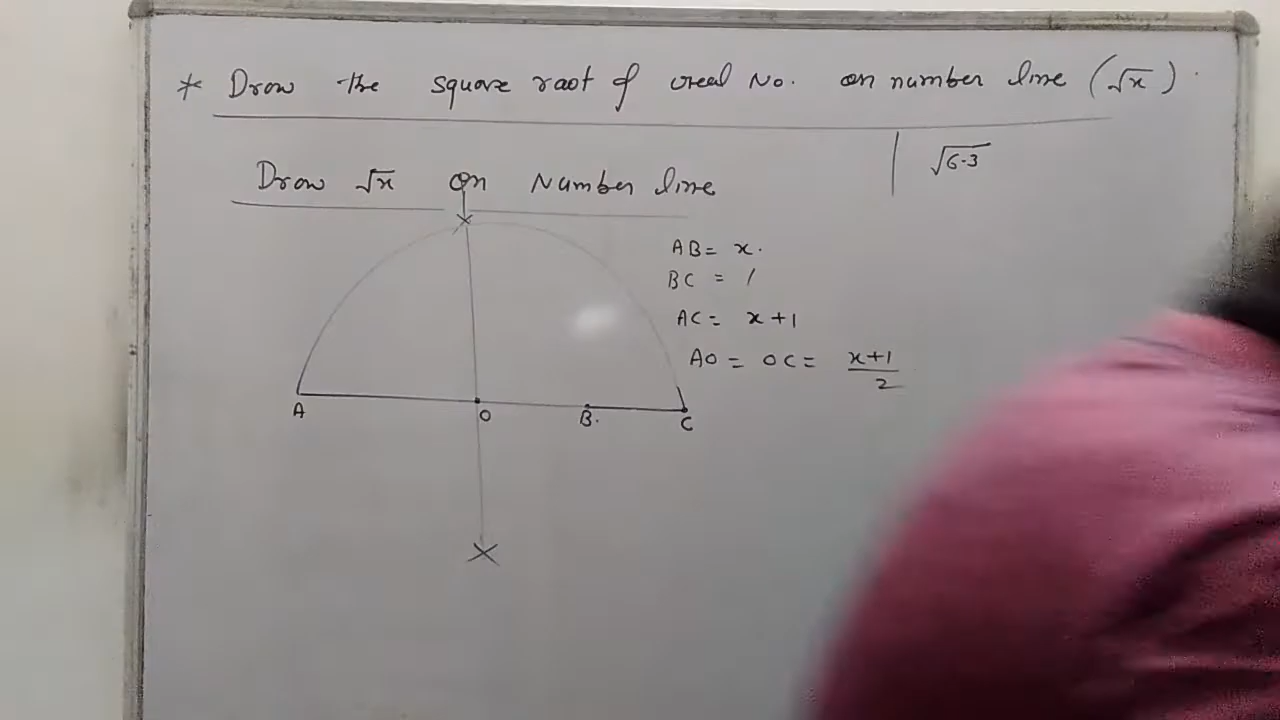 * Draw the square root of real No. on number line (√x).
√6.3
Draw √x on Number line
AB = x.
BC = 1
AC = x+1
AO = OC = x+1/2
A O B. C